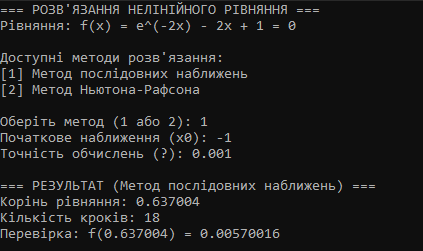 === РОЗВ'ЯЗАННЯ НЕЛІНІЙНОГО РІВНЯННЯ ===
Рівняння: f(x) = e^(-2x) - 2x + 1 = 0
Доступні методи розв'язання:
[1] Метод послідовних наближень
[2] Метод Ньютона-Рафсона
Оберіть метод (1 або 2): 1
Початкове наближення (x0): -1
Точність обчислень (?): 0.001
=== РЕЗУЛЬТАТ (Метод послідовних наближень) ===
Корінь рівняння: 0.637004
Кількість кроків: 18
Перевірка: f(0.637004) = 0.00570016